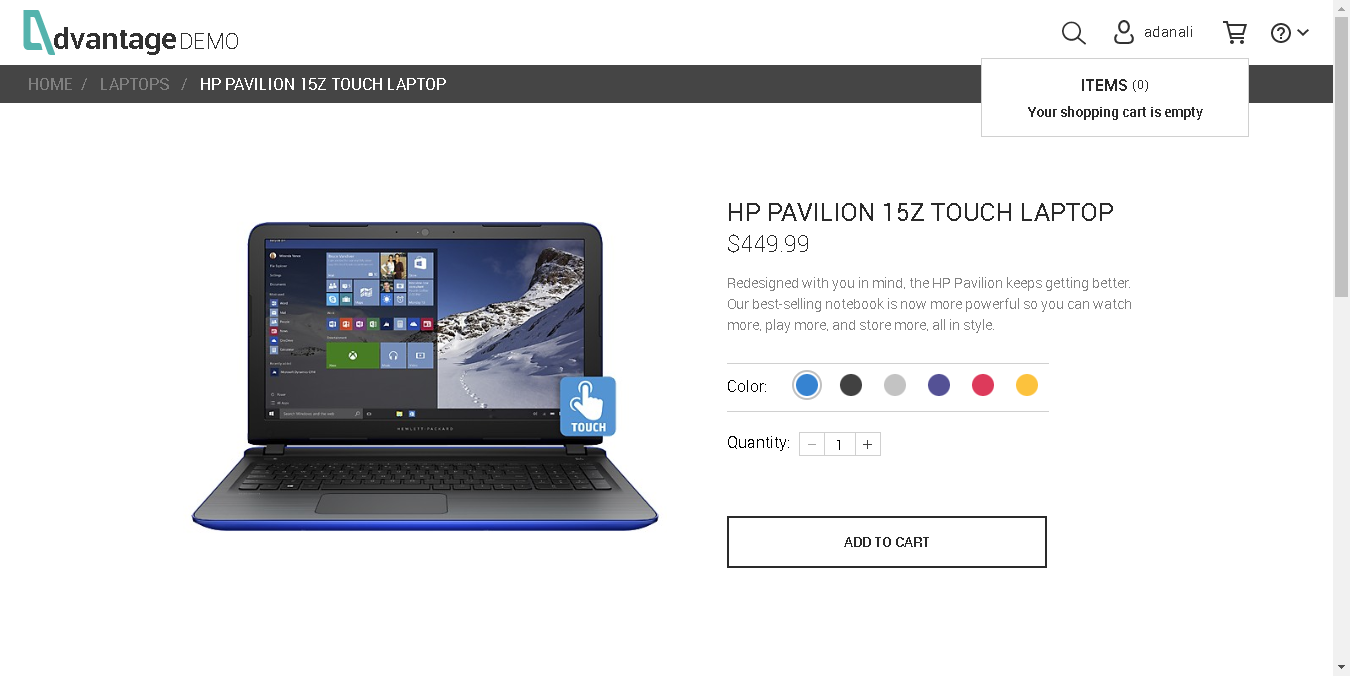 dvantage DEMO
adanali
HOME / LAPTOPS / HP PAVILION 15Z TOUCH LAPTOP
ITEMS (0)
Your shopping cart is empty
HP PAVILION 15Z TOUCH LAPTOP
$449.99
Redesigned with you in mind, the HP Pavilion keeps getting better.
Our best-selling notebook is now more powerful so you can watch
more, play more, and store more, all in style.
Color:
Quantity: − 1 +
ADD TO CART
TOUCH
HEWLETT-PACKARD